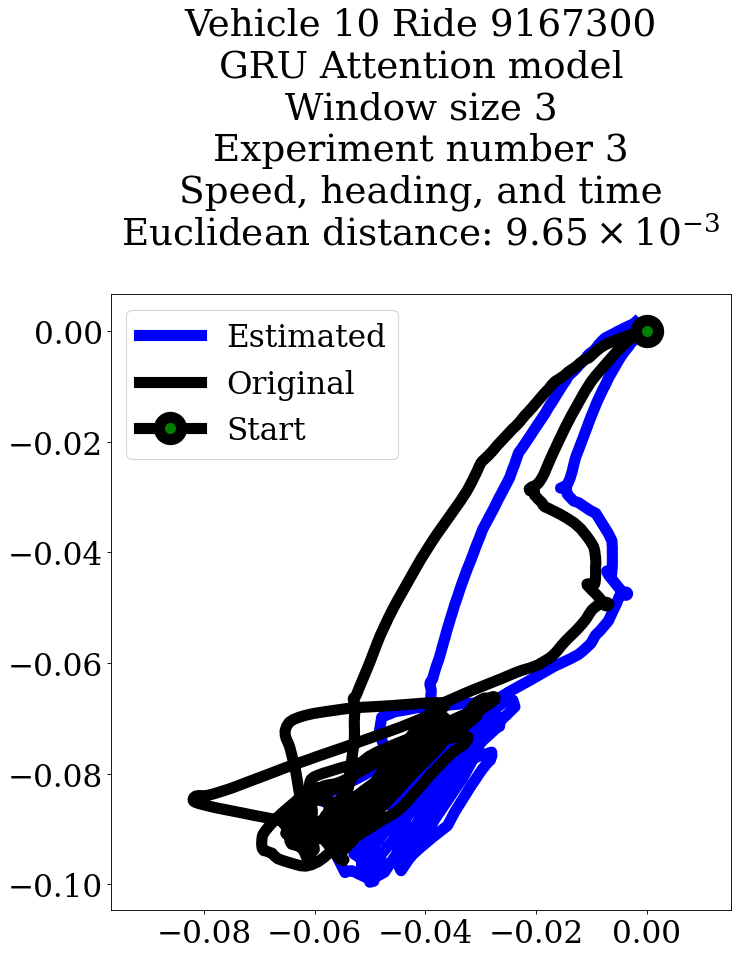 Vehicle 10 Ride 9167300
GRU Attention model
Window size 3
Experiment number 3
Speed, heading, and time
Euclidean distance: 9.65 × 10⁻³
Estimated
Original
Start
0.00
−0.02
−0.04
−0.06
−0.08
−0.10
−0.08 −0.06 −0.04 −0.02 0.00